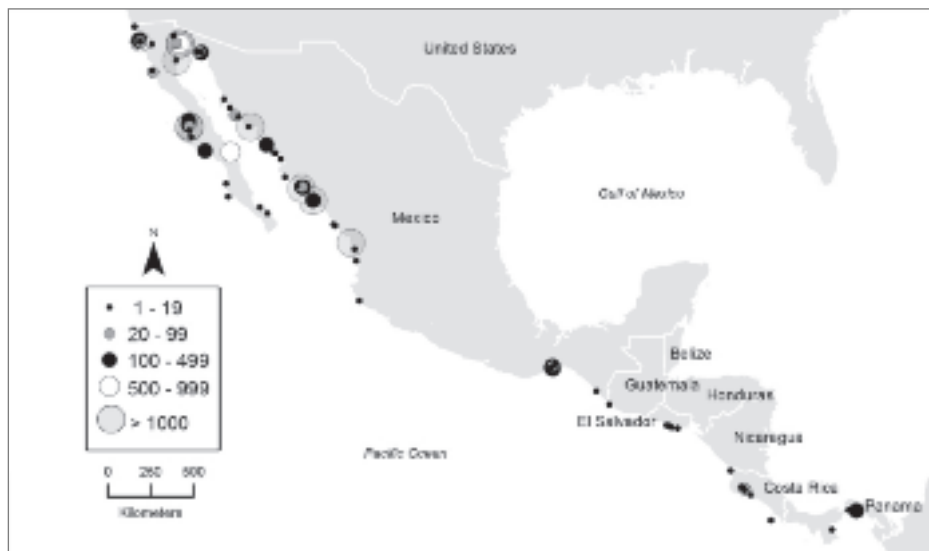 United States
Gulf of Mexico
Mexico
N
1 - 19
20 - 99
100 - 499
500 - 999
> 1000
0 250 500
Kilometers
Belize
Guatemala
Honduras
El Salvador
Nicaragua
Pacific Ocean
Costa Rica
Panama